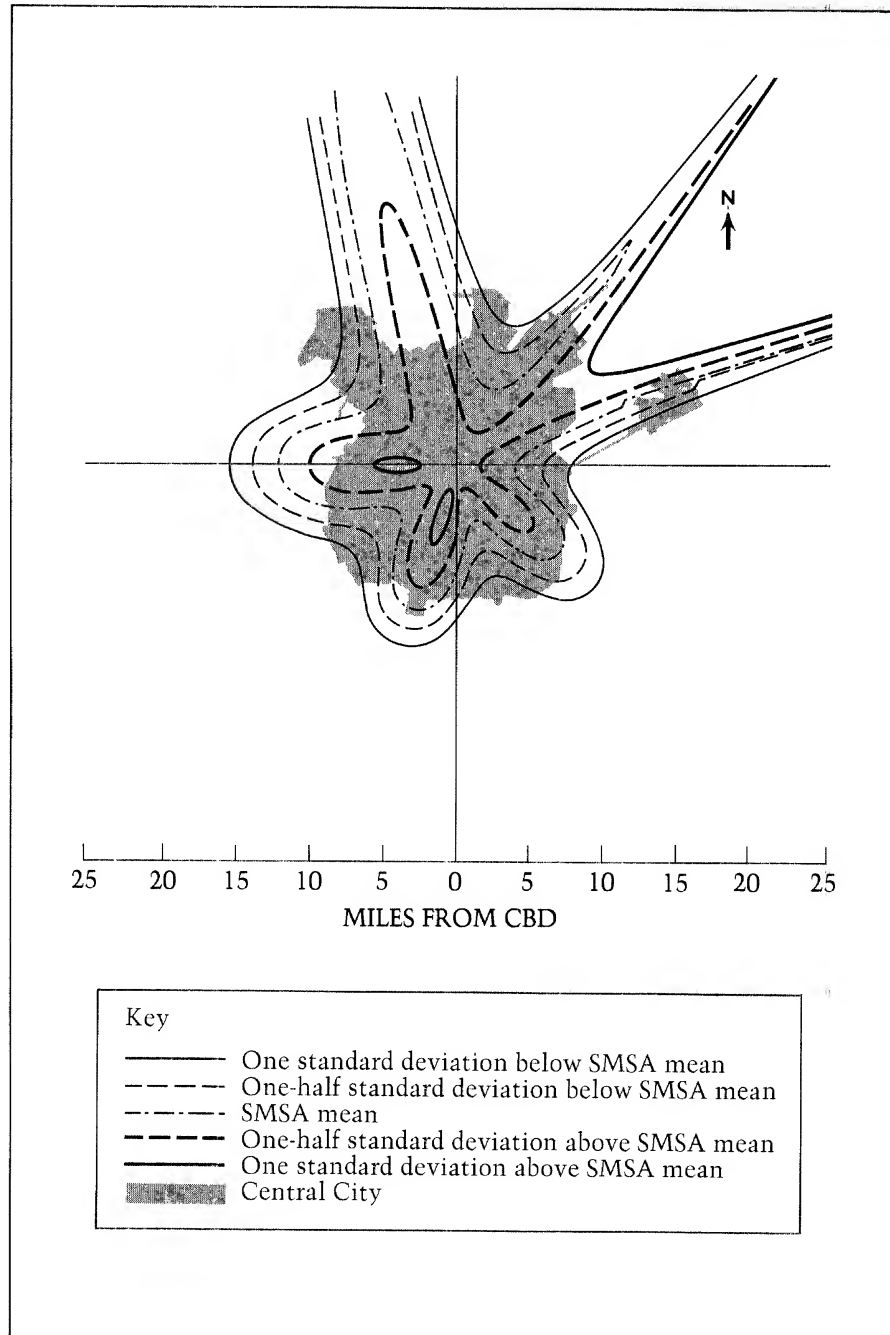 N
25 20 15 10 5 0 5 10 15 20 25
MILES FROM CBD
Key
One standard deviation below SMSA mean
One-half standard deviation below SMSA mean
SMSA mean
One-half standard deviation above SMSA mean
One standard deviation above SMSA mean
Central City